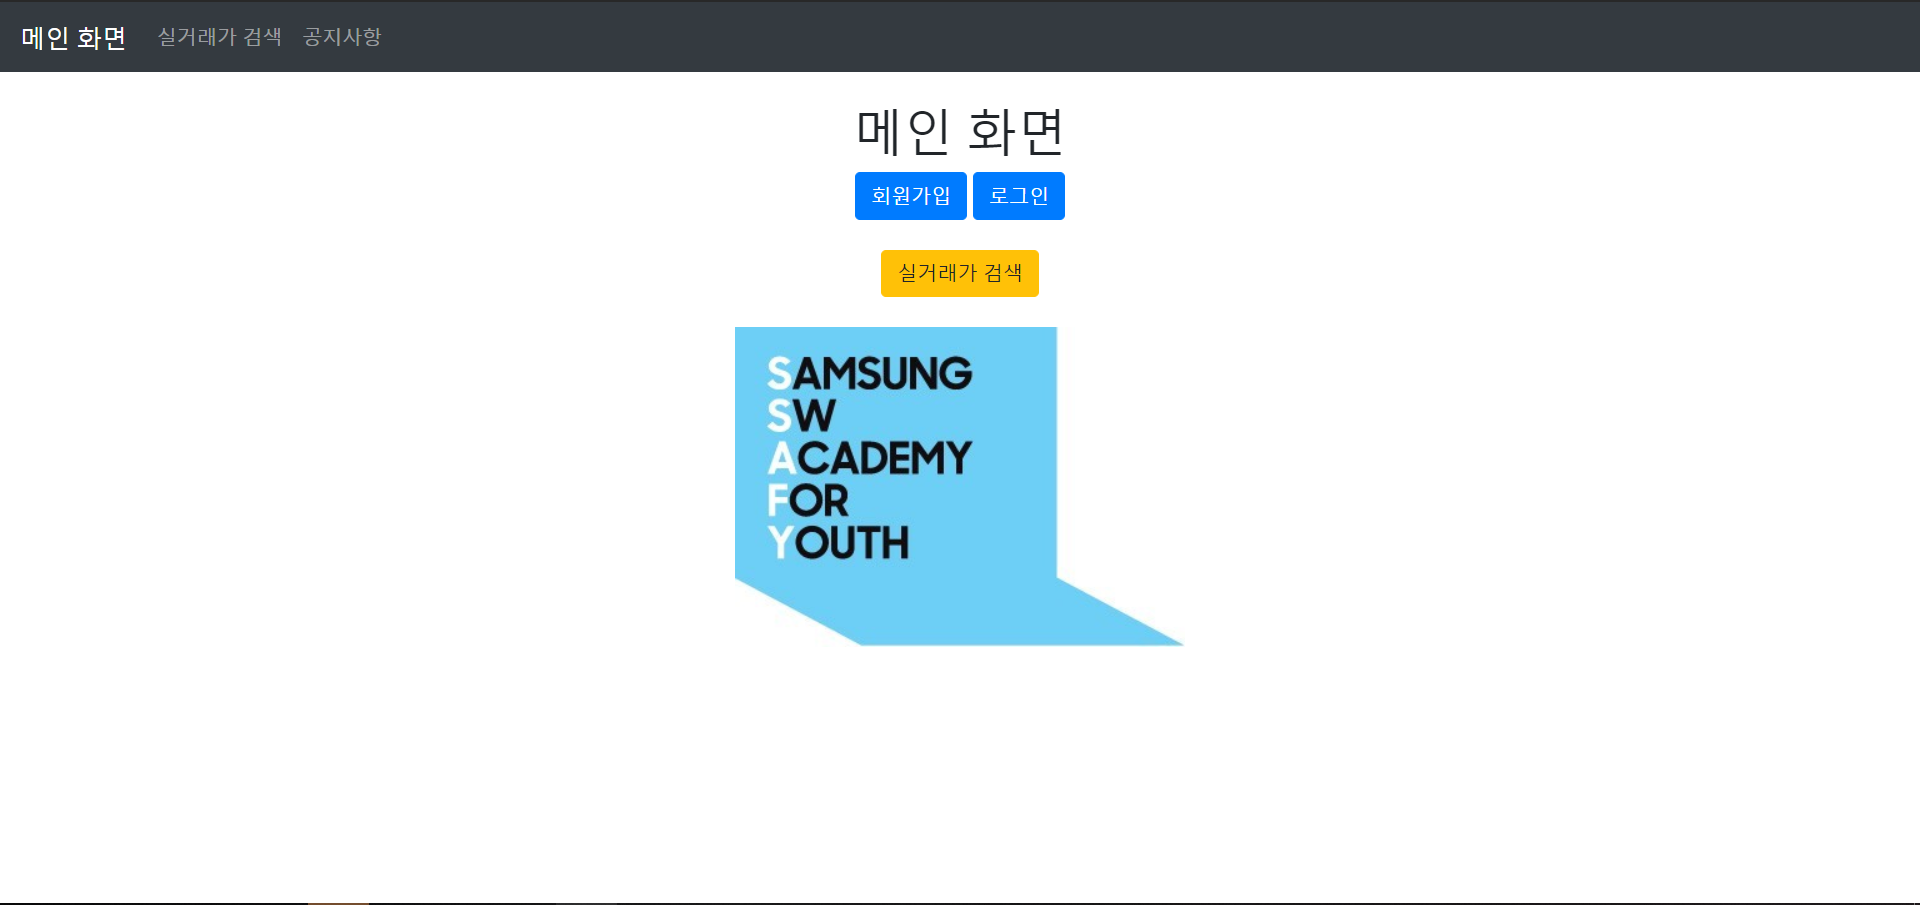 메인 화면 실거래가 검색 공지사항
메인 화면
회원가입 로그인
실거래가 검색
SAMSUNG
SW
ACADEMY
FOR
YOUTH